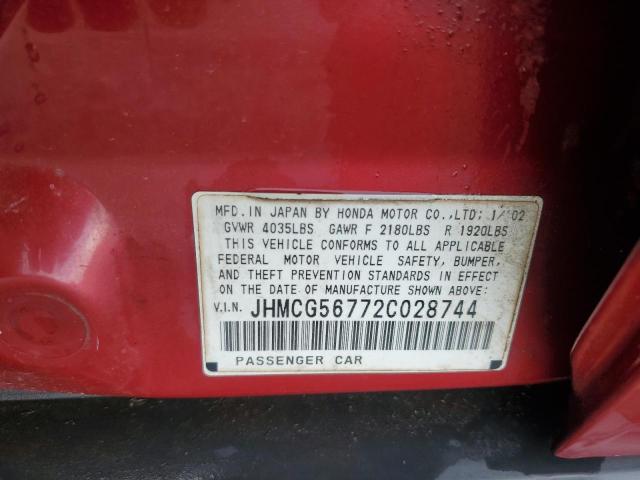 MFD. IN JAPAN BY HONDA MOTOR CO., LTD; 1/02
GVWR 4035LBS GAWR F 2180LBS R 1920LBS
THIS VEHICLE CONFORMS TO ALL APPLICABLE
FEDERAL MOTOR VEHICLE SAFETY, BUMPER,
AND THEFT PREVENTION STANDARDS IN EFFECT
ON THE DATE OF MANUFACTURE SHOWN ABOVE.
V.I.N. JHMCG56772C028744
PASSENGER CAR